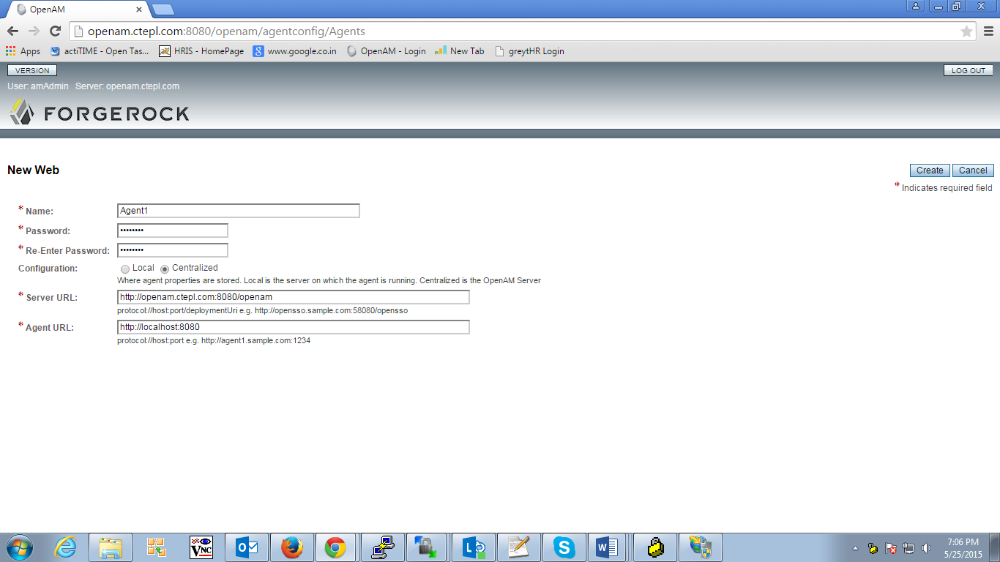 OpenAM
openam.ctepl.com:8080/openam/agentconfig/Agents
Apps actiTIME - Open Tas... HRIS - HomePage www.google.co.in OpenAM - Login New Tab greytHR Login
VERSION LOG OUT
User: amAdmin Server: openam.ctepl.com
FORGEROCK
New Web Create Cancel
* Indicates required field
* Name: Agent1
* Password: ••••••••
* Re-Enter Password: ••••••••
Configuration: Local Centralized
Where agent properties are stored. Local is the server on which the agent is running. Centralized is the OpenAM Server
* Server URL: http://openam.ctepl.com:8080/openam
protocol://host:port/deploymentUri e.g. http://opensso.sample.com:58080/opensso
* Agent URL: http://localhost:8080
protocol://host:port e.g. http://agent1.sample.com:1234
VNC
7:06 PM
5/25/2015